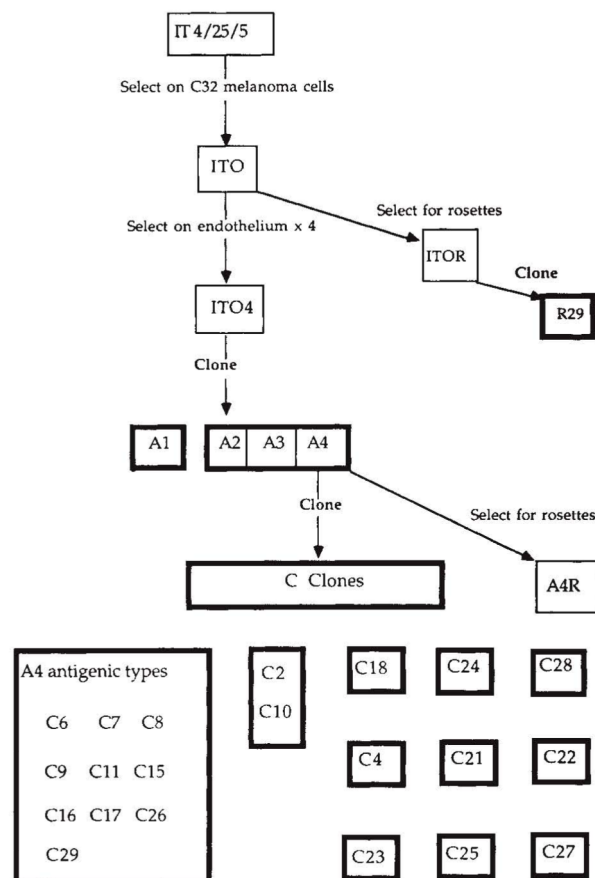 IT4/25/5
Select on C32 melanoma cells
ITO
Select for rosettes
Select on endothelium x 4
ITOR
Clone
R29
ITO4
Clone
A1 A2 A3 A4
Clone
Select for rosettes
C Clones
A4R
A4 antigenic types
C6 C7 C8
C9 C11 C15
C16 C17 C26
C29
C2
C10
C18 C24 C28
C4 C21 C22
C23 C25 C27